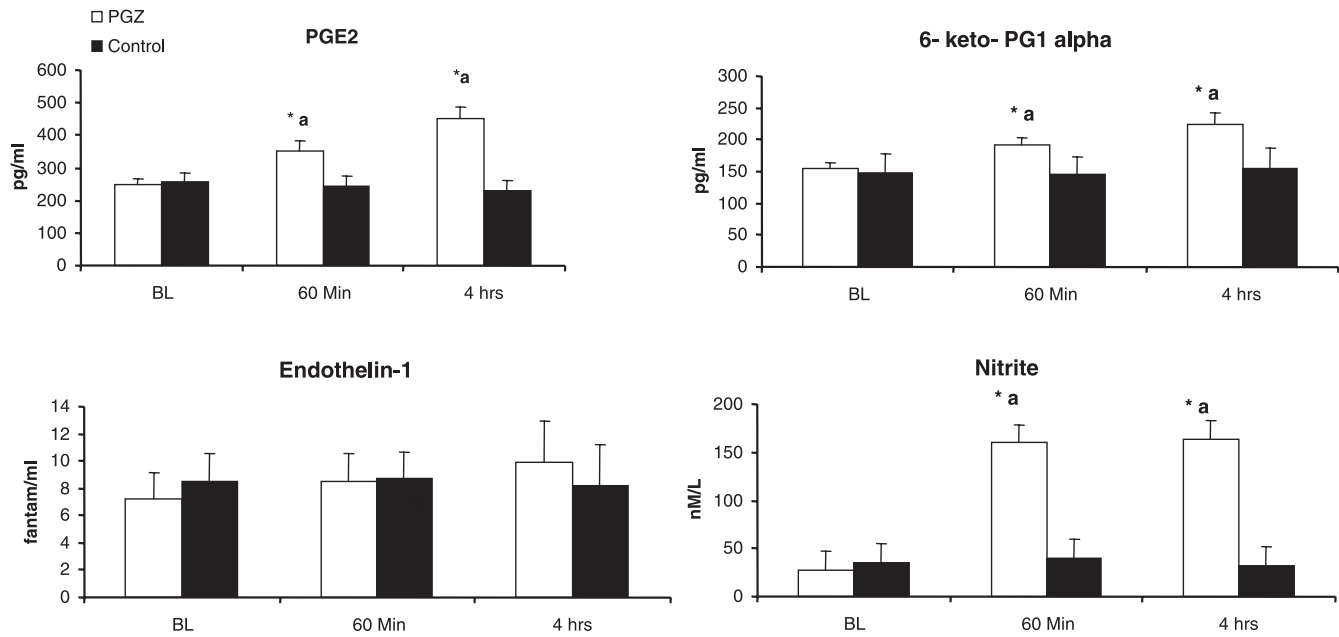 PGZ
Control
PGE2
600
500
400
300
200
100
0
pg/ml
* a
*a
BL 60 Min 4 hrs
6- keto- PG1 alpha
300
250
200
150
100
50
0
pg/ml
* a
* a
BL 60 Min 4 hrs
Endothelin-1
14
12
10
8
6
4
2
0
fantam/ml
BL 60 Min 4 hrs
Nitrite
200
150
100
50
0
nM/L
* a
* a
BL 60 Min 4 hrs